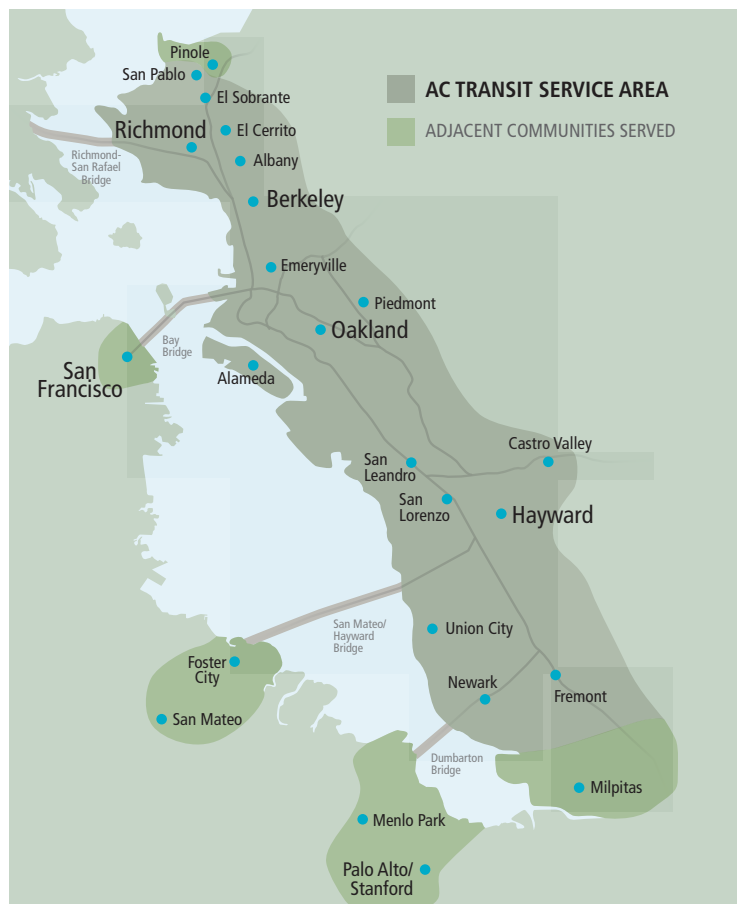 Pinole
San Pablo
El Sobrante
AC TRANSIT SERVICE AREA
Richmond
El Cerrito
ADJACENT COMMUNITIES SERVED
Richmond-
San Rafael
Bridge
Albany
Berkeley
Emeryville
Piedmont
Oakland
Bay
Bridge
San
Francisco
Alameda
Castro Valley
San
Leandro
San
Lorenzo
Hayward
San Mateo/
Hayward
Bridge
Union City
Foster
City
Newark
Fremont
San Mateo
Dumbarton
Bridge
Milpitas
Menlo Park
Palo Alto/
Stanford